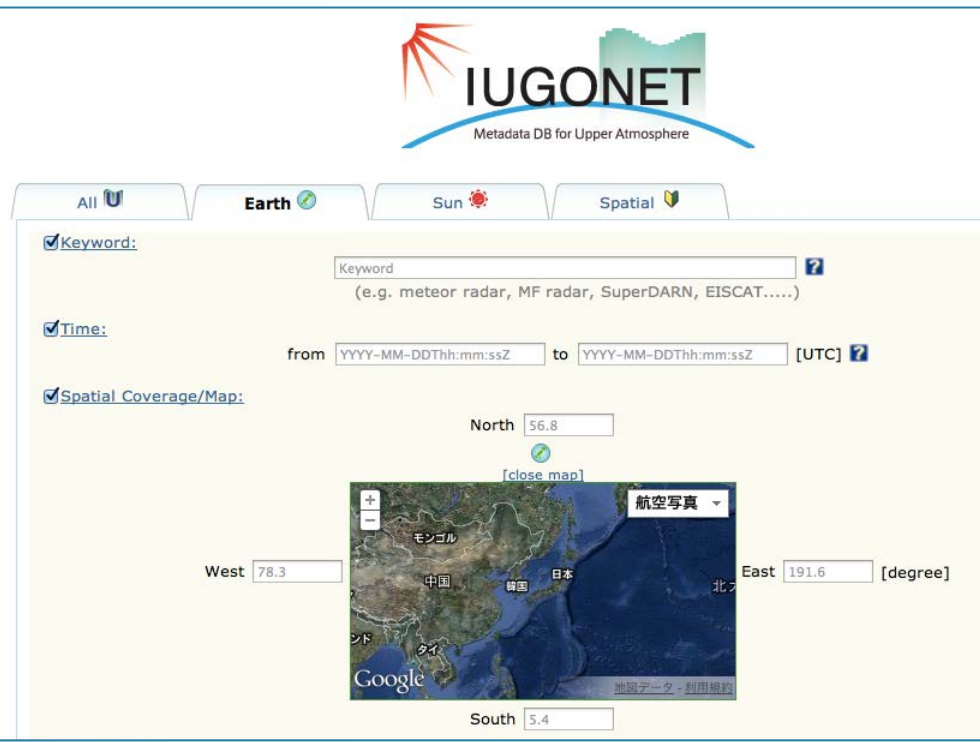 IUGONET
Metadata DB for Upper Atmosphere
All Earth Sun Spatial
Keyword:
Keyword ?
(e.g. meteor radar, MF radar, SuperDARN, EISCAT.....)
Time:
from YYYY-MM-DDThh:mm:ssZ to YYYY-MM-DDThh:mm:ssZ [UTC] ?
Spatial Coverage/Map:
North 56.8
[close map]
+ 航空写真
−
モンゴル
West 78.3 中国 韓国 日本 East 191.6 [degree]
タイ
Google 地図データ - 利用規約
South 5.4